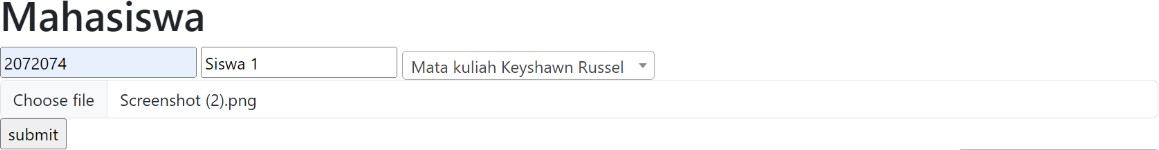 Mahasiswa
2072074 Siswa 1 Mata kuliah Keyshawn Russel
Choose file Screenshot (2).png
submit